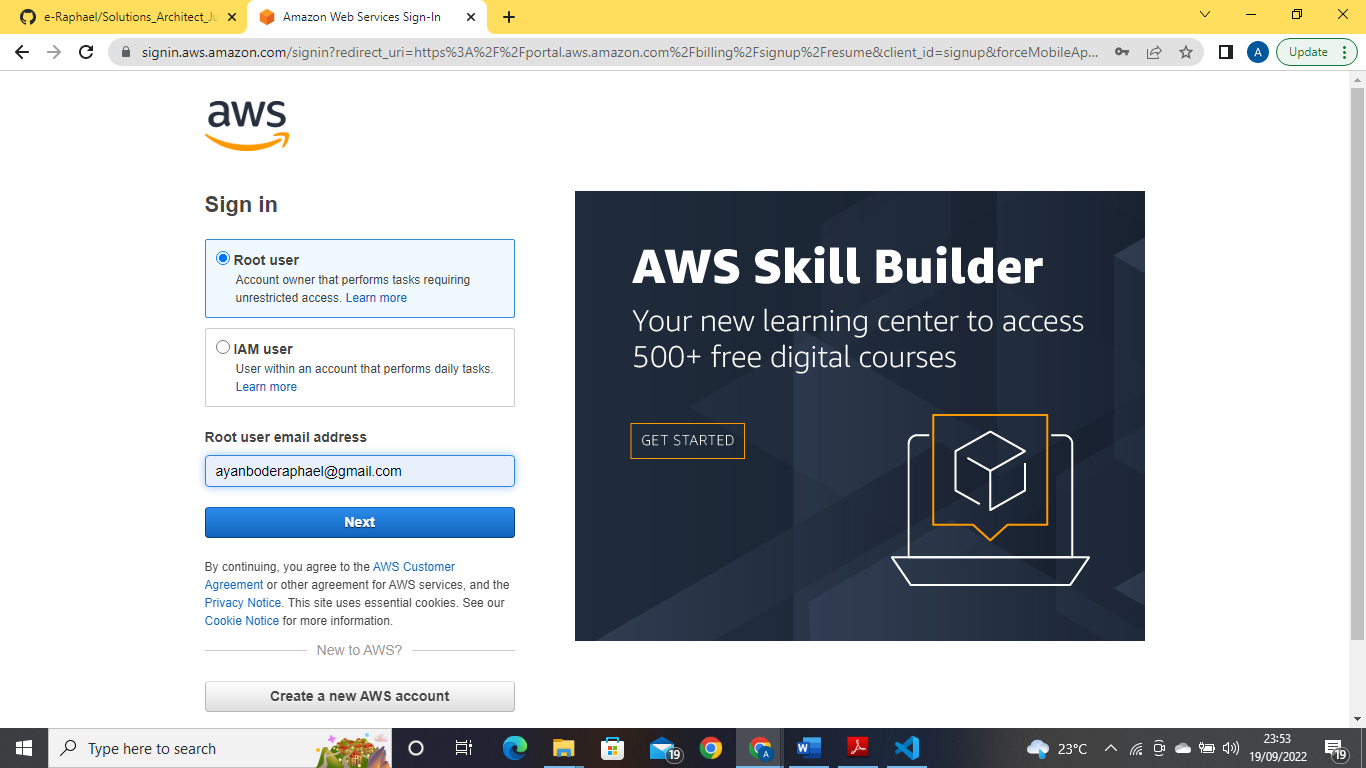 e-Raphael/Solutions_Architect_Ju
Amazon Web Services Sign-In
signin.aws.amazon.com/signin?redirect_uri=https%3A%2F%2Fportal.aws.amazon.com%2Fbilling%2Fsignup%2Fresume&client_id=signup&forceMobileAp...
A
Update
aws
Sign in
Root user
Account owner that performs tasks requiring
unrestricted access. Learn more
IAM user
User within an account that performs daily tasks.
Learn more
Root user email address
ayanboderaphael@gmail.com
Next
By continuing, you agree to the AWS Customer
Agreement or other agreement for AWS services, and the
Privacy Notice. This site uses essential cookies. See our
Cookie Notice for more information.
New to AWS?
Create a new AWS account
AWS Skill Builder
Your new learning center to access
500+ free digital courses
GET STARTED
Type here to search
19
A
W
23°C
23:53
19/09/2022
19